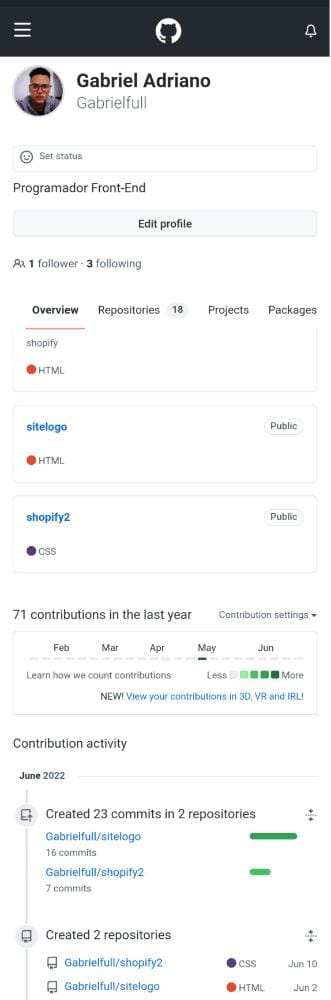 Gabriel Adriano
Gabrielfull
Set status
Programador Front-End
Edit profile
1 follower · 3 following
Overview Repositories 18 Projects Packages
shopify
HTML
sitelogo Public
HTML
shopify2 Public
CSS
71 contributions in the last year Contribution settings
Feb Mar Apr May Jun
Learn how we count contributions Less More
NEW! View your contributions in 3D, VR and IRL!
Contribution activity
June 2022
Created 23 commits in 2 repositories
Gabrielfull/sitelogo
16 commits
Gabrielfull/shopify2
7 commits
Created 2 repositories
Gabrielfull/shopify2 CSS Jun 10
Gabrielfull/sitelogo HTML Jun 2